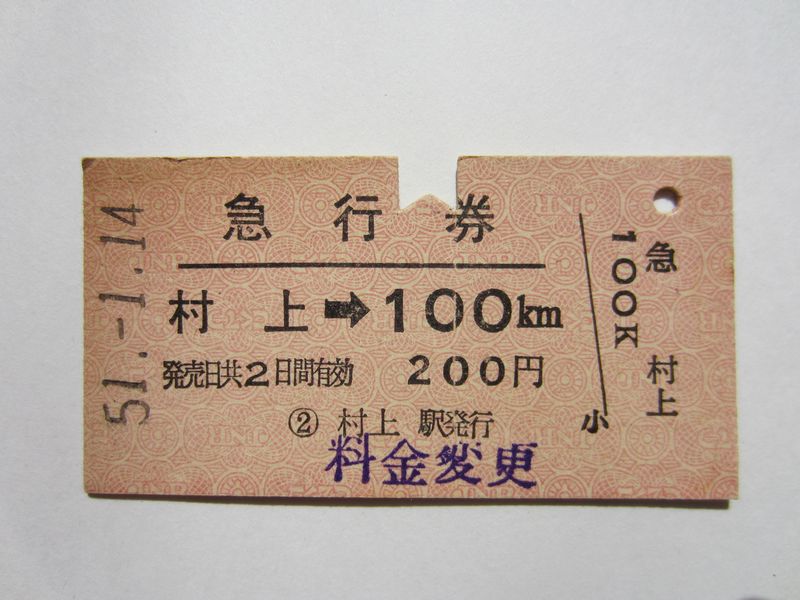 51.-1.14
急行券
村上➡100km
発売日共2日間有効 200円
② 村上駅発行
料金変更
小
急 村上
100K